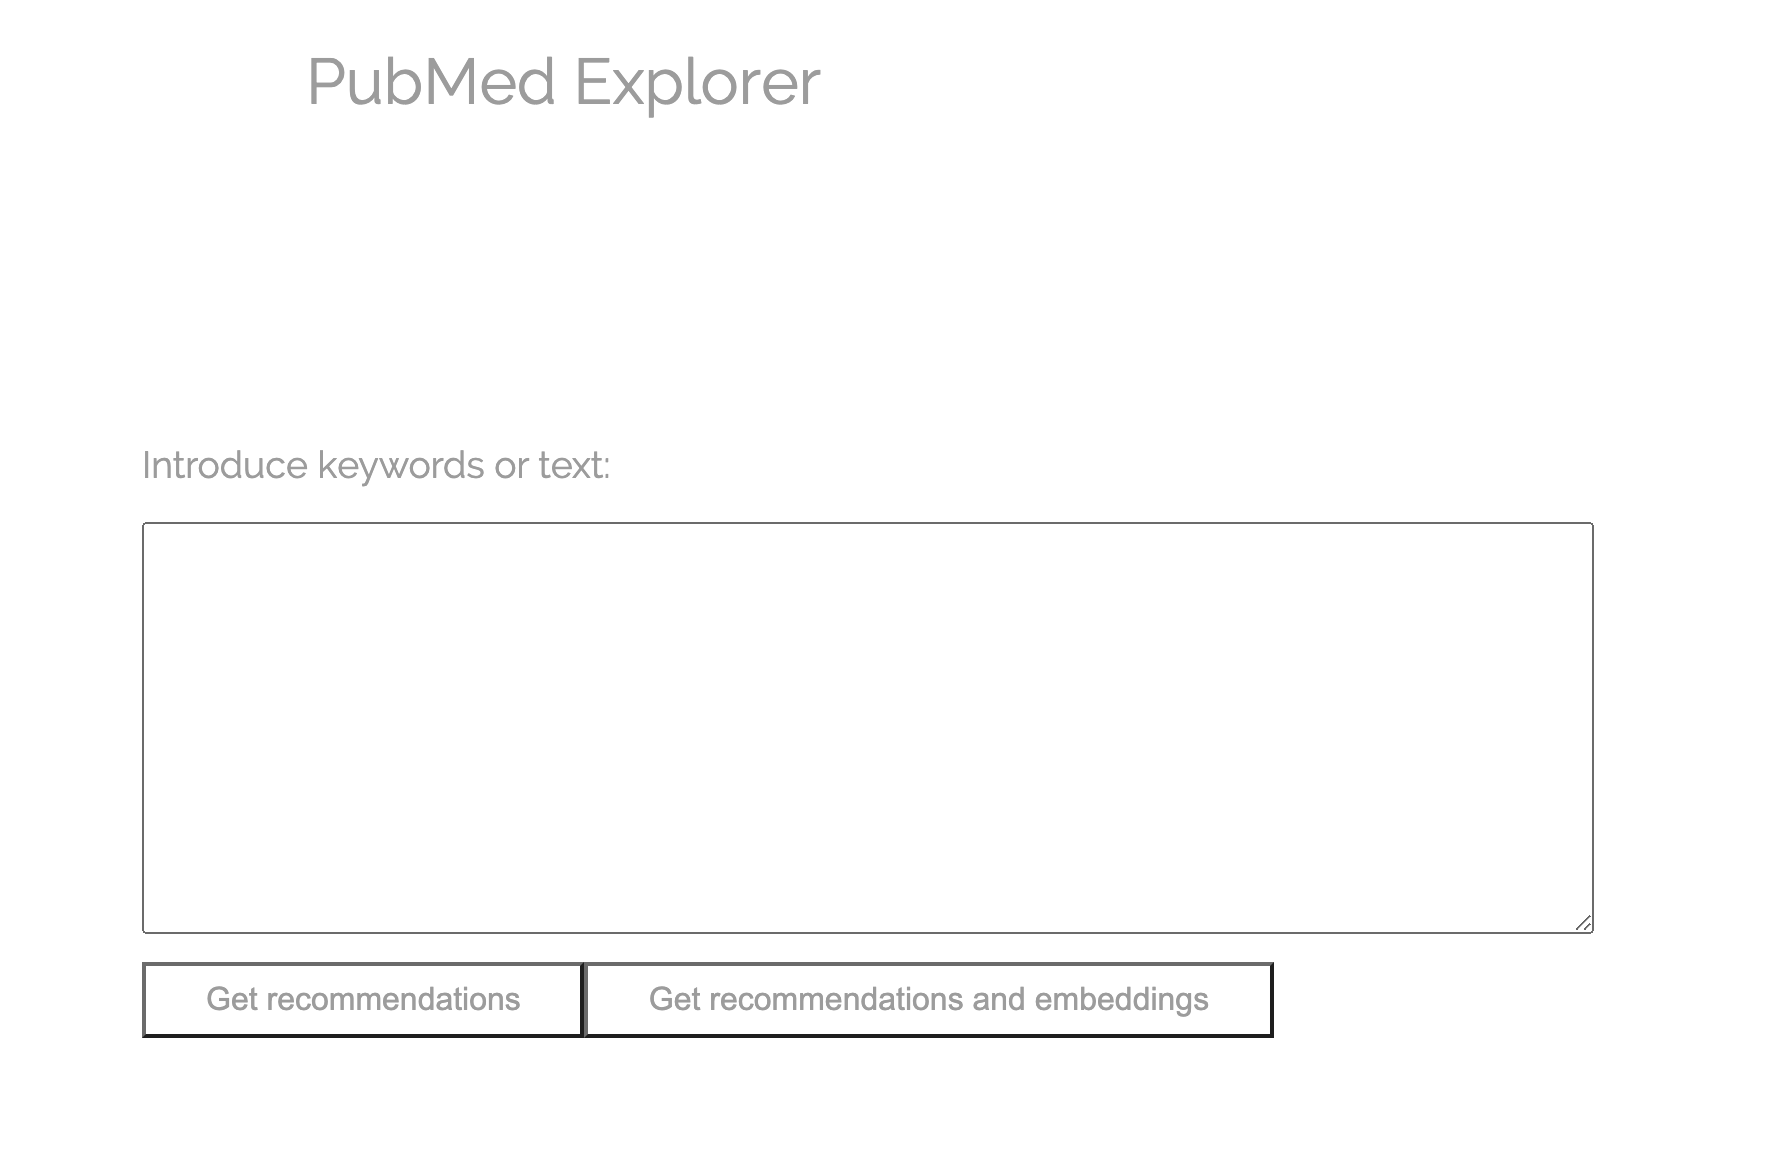 PubMed Explorer
Introduce keywords or text:
Get recommendations
Get recommendations and embeddings